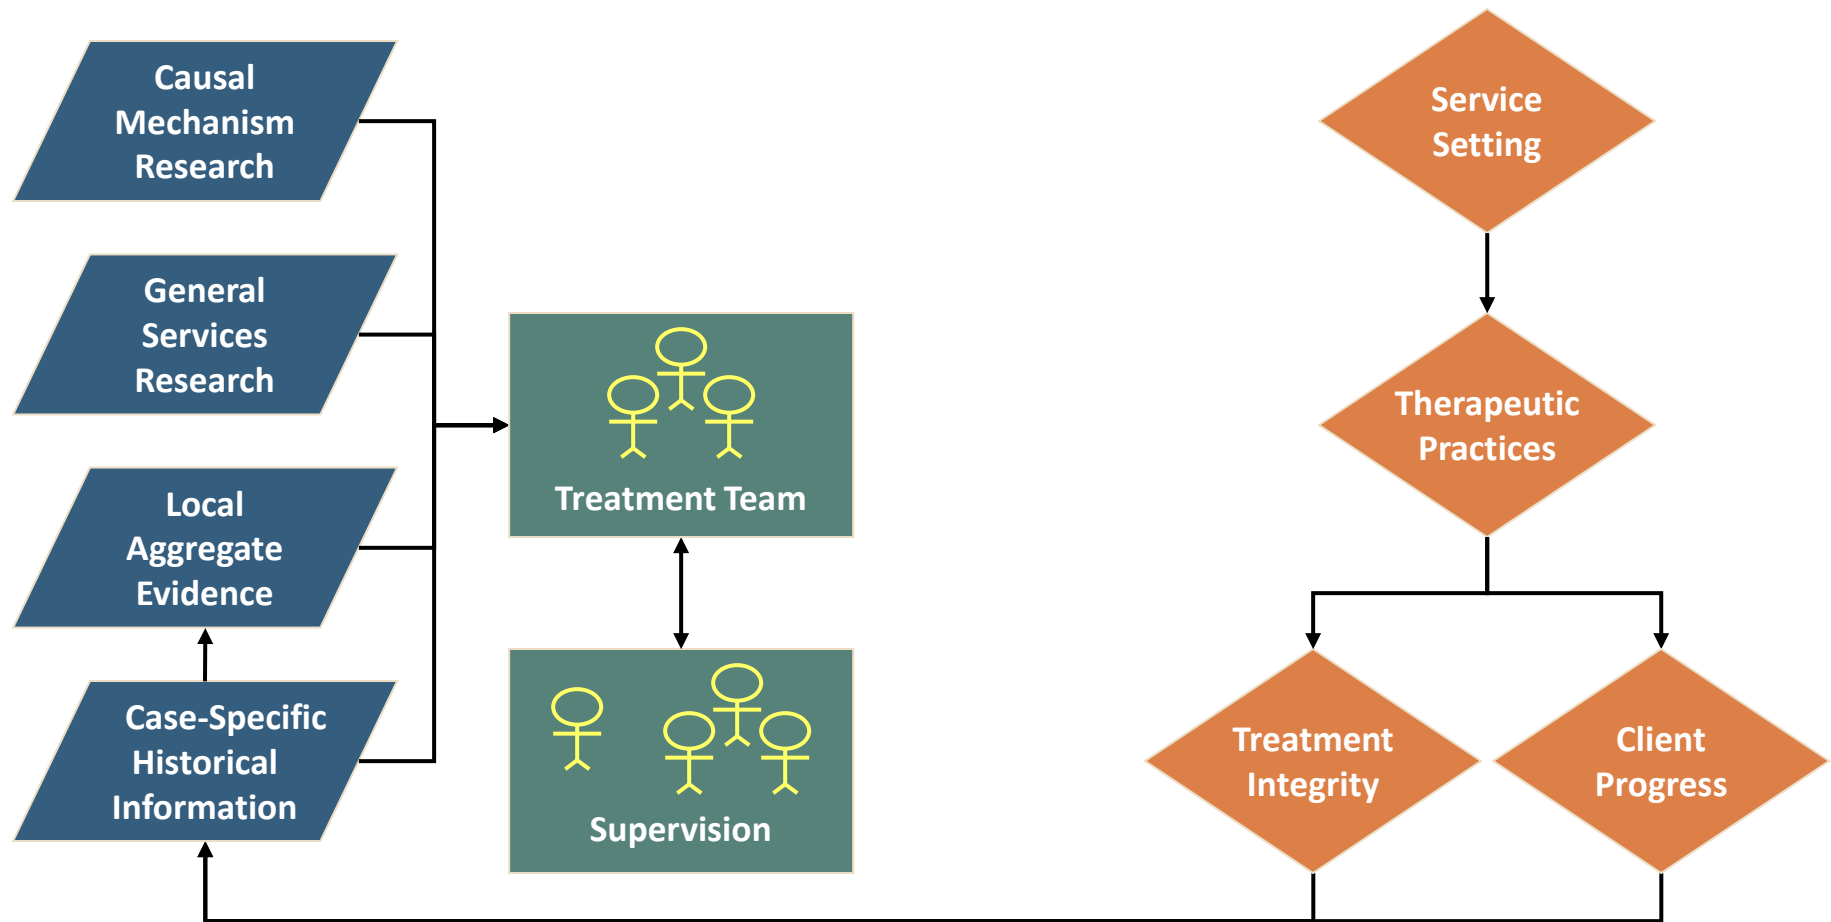 Causal
Mechanism
Research
General
Services
Research
Local
Aggregate
Evidence
Case-Specific
Historical
Information
Treatment Team
Supervision
Service
Setting
Therapeutic
Practices
Treatment
Integrity
Client
Progress